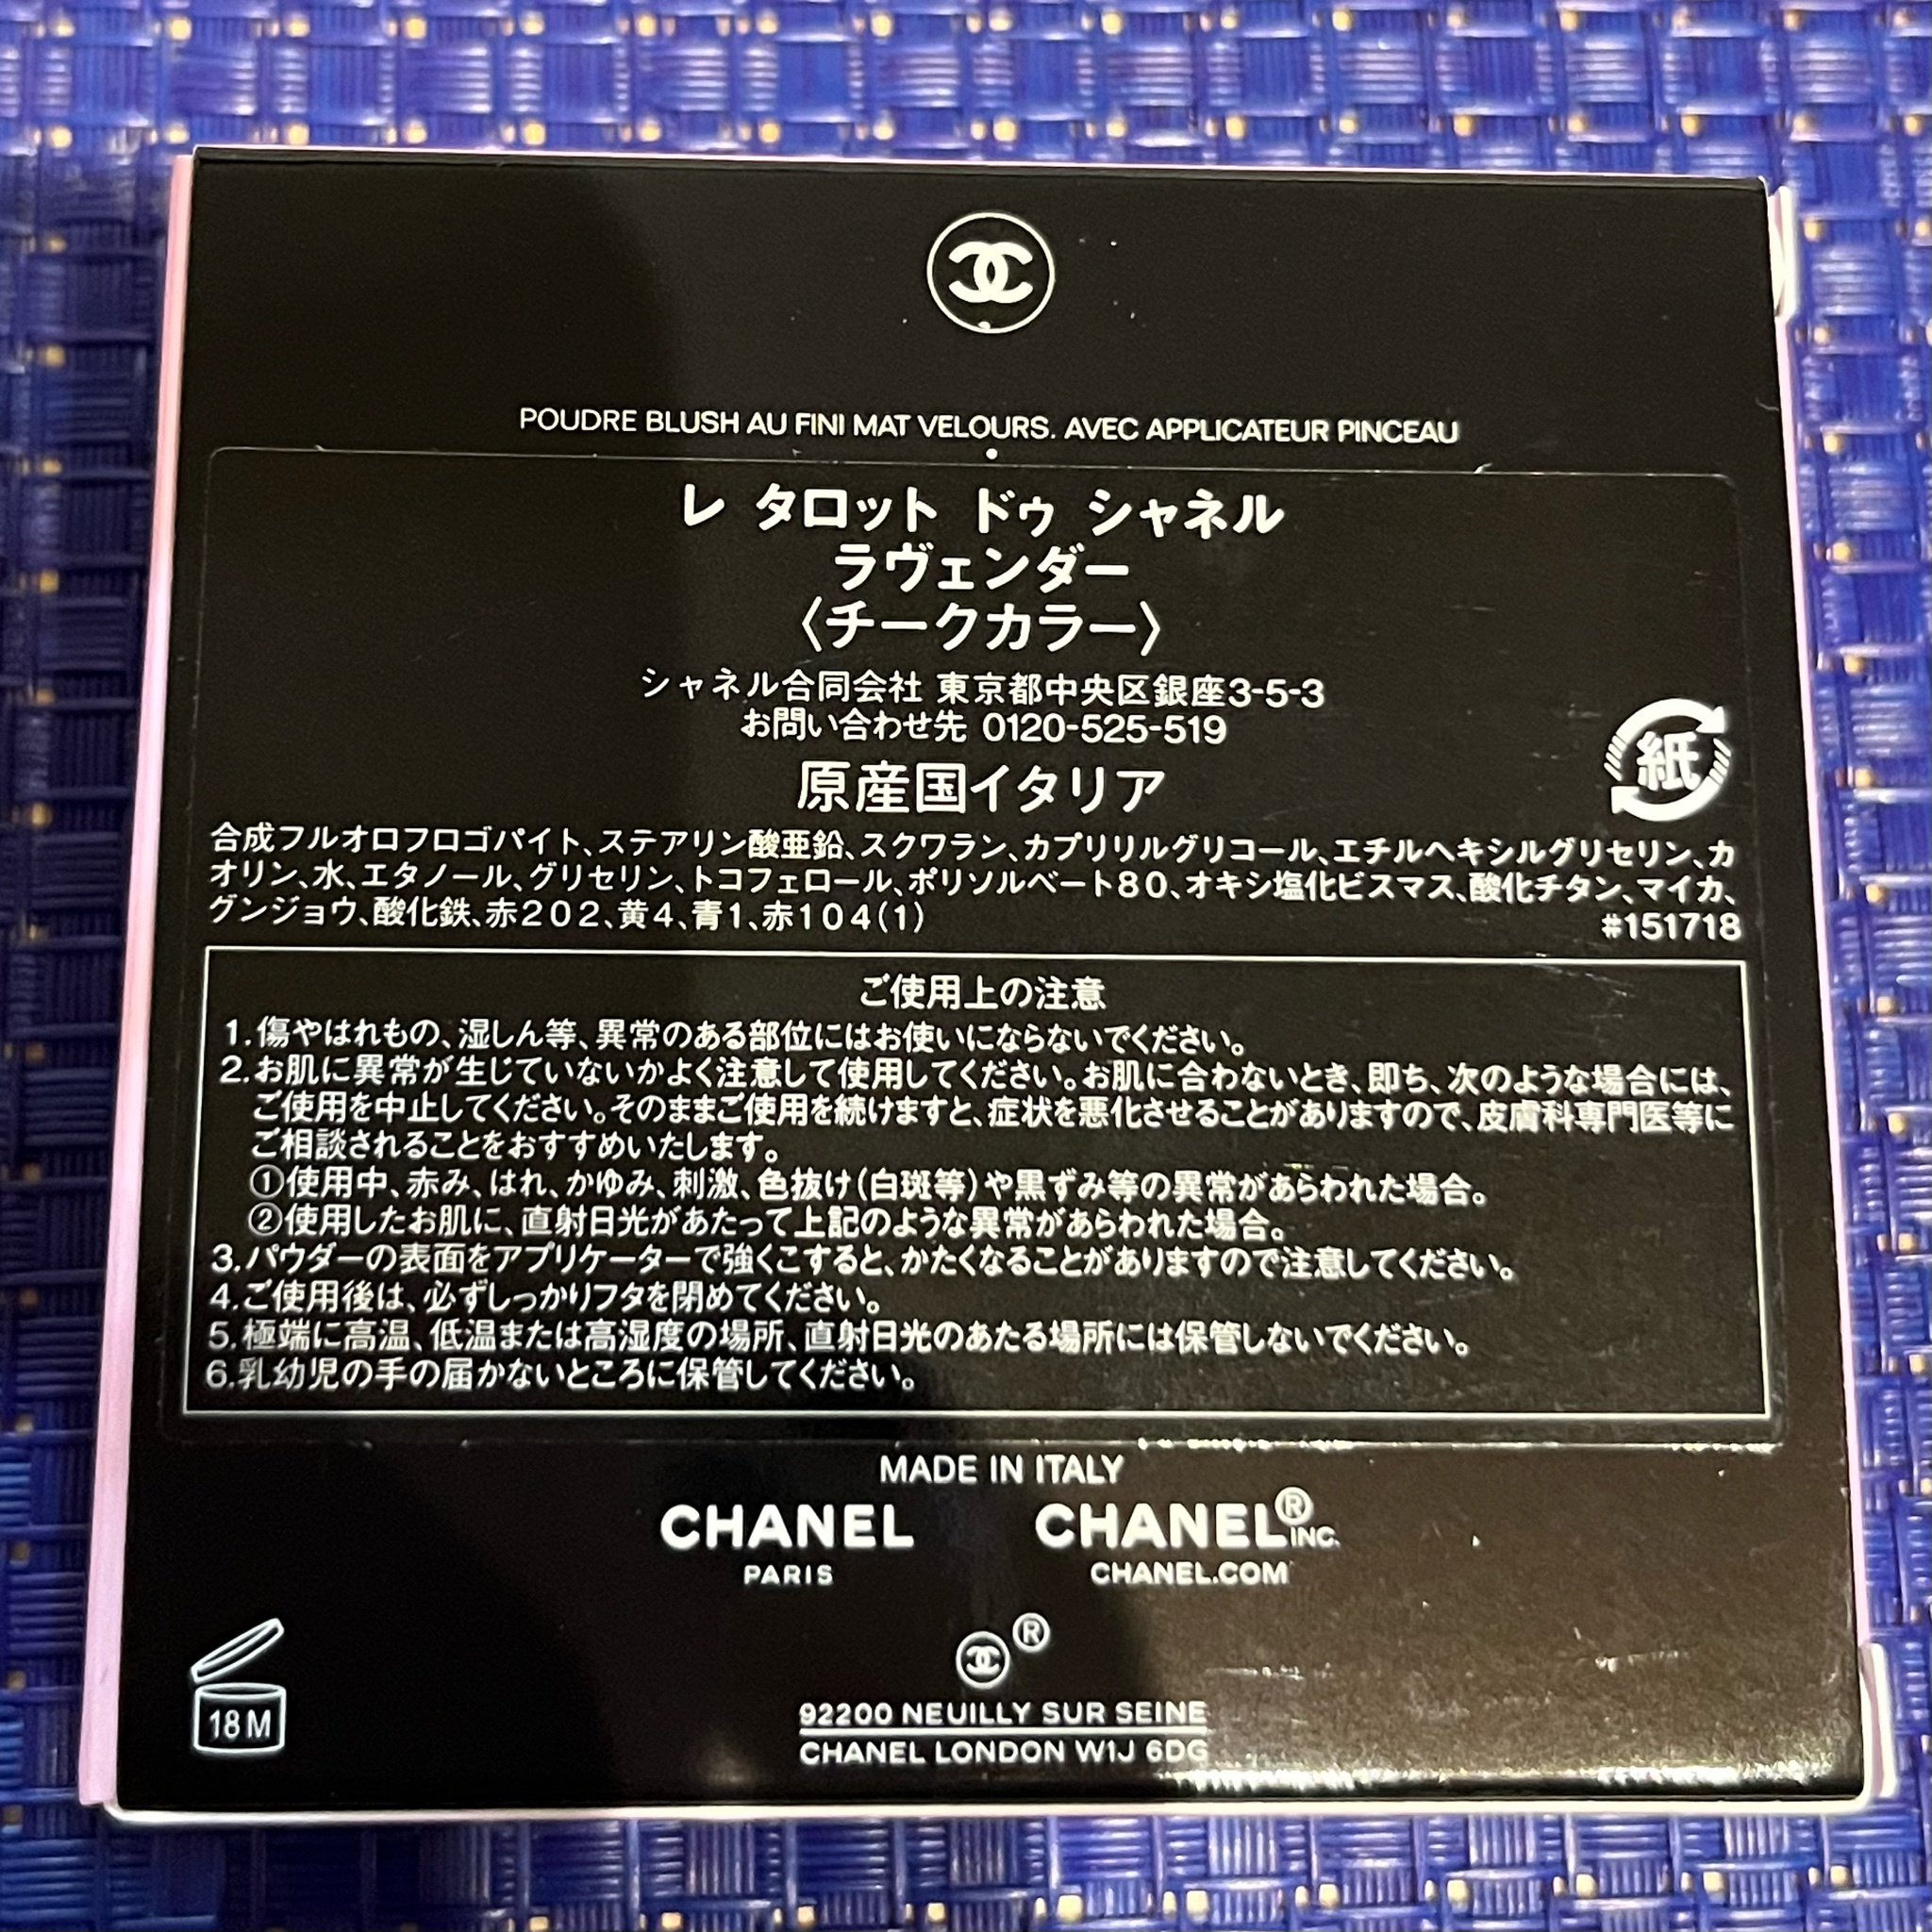 POUDRE BLUSH AU FINI MAT VELOURS. AVEC APPLICATEUR PINCEAU
レ タロット ドゥ シャネル
ラヴェンダー
〈チークカラー〉
シャネル合同会社 東京都中央区銀座3-5-3
お問い合わせ先 0120-525-519
紙
原産国イタリア
合成フルオロフロゴパイト、ステアリン酸亜鉛、スクワラン、カプリリルグリコール、エチルヘキシルグリセリン、カ
オリン、水、エタノール、グリセリン、トコフェロール、ポリソルベート80、オキシ塩化ビスマス、酸化チタン、マイカ、
グンジョウ、酸化鉄、赤202、黄4、青1、赤104(1)
#151718
ご使用上の注意
1.傷やはれもの、湿しん等、異常のある部位にはお使いにならないでください。
2.お肌に異常が生じていないかよく注意して使用してください。お肌に合わないとき、即ち、次のような場合には、
ご使用を中止してください。そのままご使用を続けますと、症状を悪化させることがありますので、皮膚科専門医等に
ご相談されることをおすすめいたします。
①使用中、赤み、はれ、かゆみ、刺激、色抜け(白斑等)や黒ずみ等の異常があらわれた場合。
②使用したお肌に、直射日光があたって上記のような異常があらわれた場合。
3.パウダーの表面をアプリケーターで強くこすると、かたくなることがありますので注意してください。
4.ご使用後は、必ずしっかりフタを閉めてください。
5.極端に高温、低温または高湿度の場所、直射日光のあたる場所には保管しないでください。
6.乳幼児の手の届かないところに保管してください。
MADE IN ITALY
CHANEL
PARIS
CHANEL® INC.
CHANEL.COM
®
18M
92200 NEUILLY SUR SEINE
CHANEL LONDON W1J 6DG